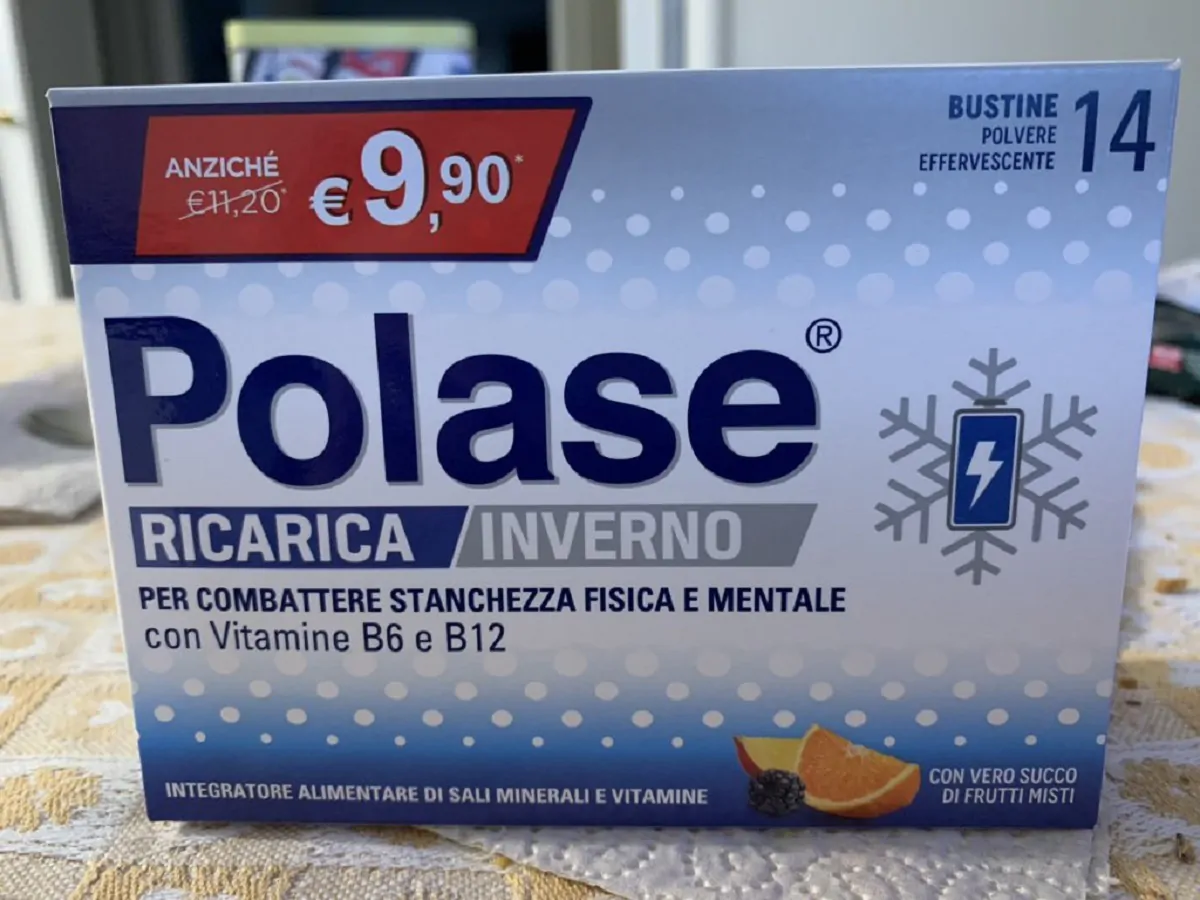 ANZICHÉ
€11,20*
€9,90*
BUSTINE
POLVERE
EFFERVESCENTE
14
Polase®
RICARICA INVERNO
PER COMBATTERE STANCHEZZA FISICA E MENTALE
con Vitamine B6 e B12
INTEGRATORE ALIMENTARE DI SALI MINERALI E VITAMINE
CON VERO SUCCO
DI FRUTTI MISTI